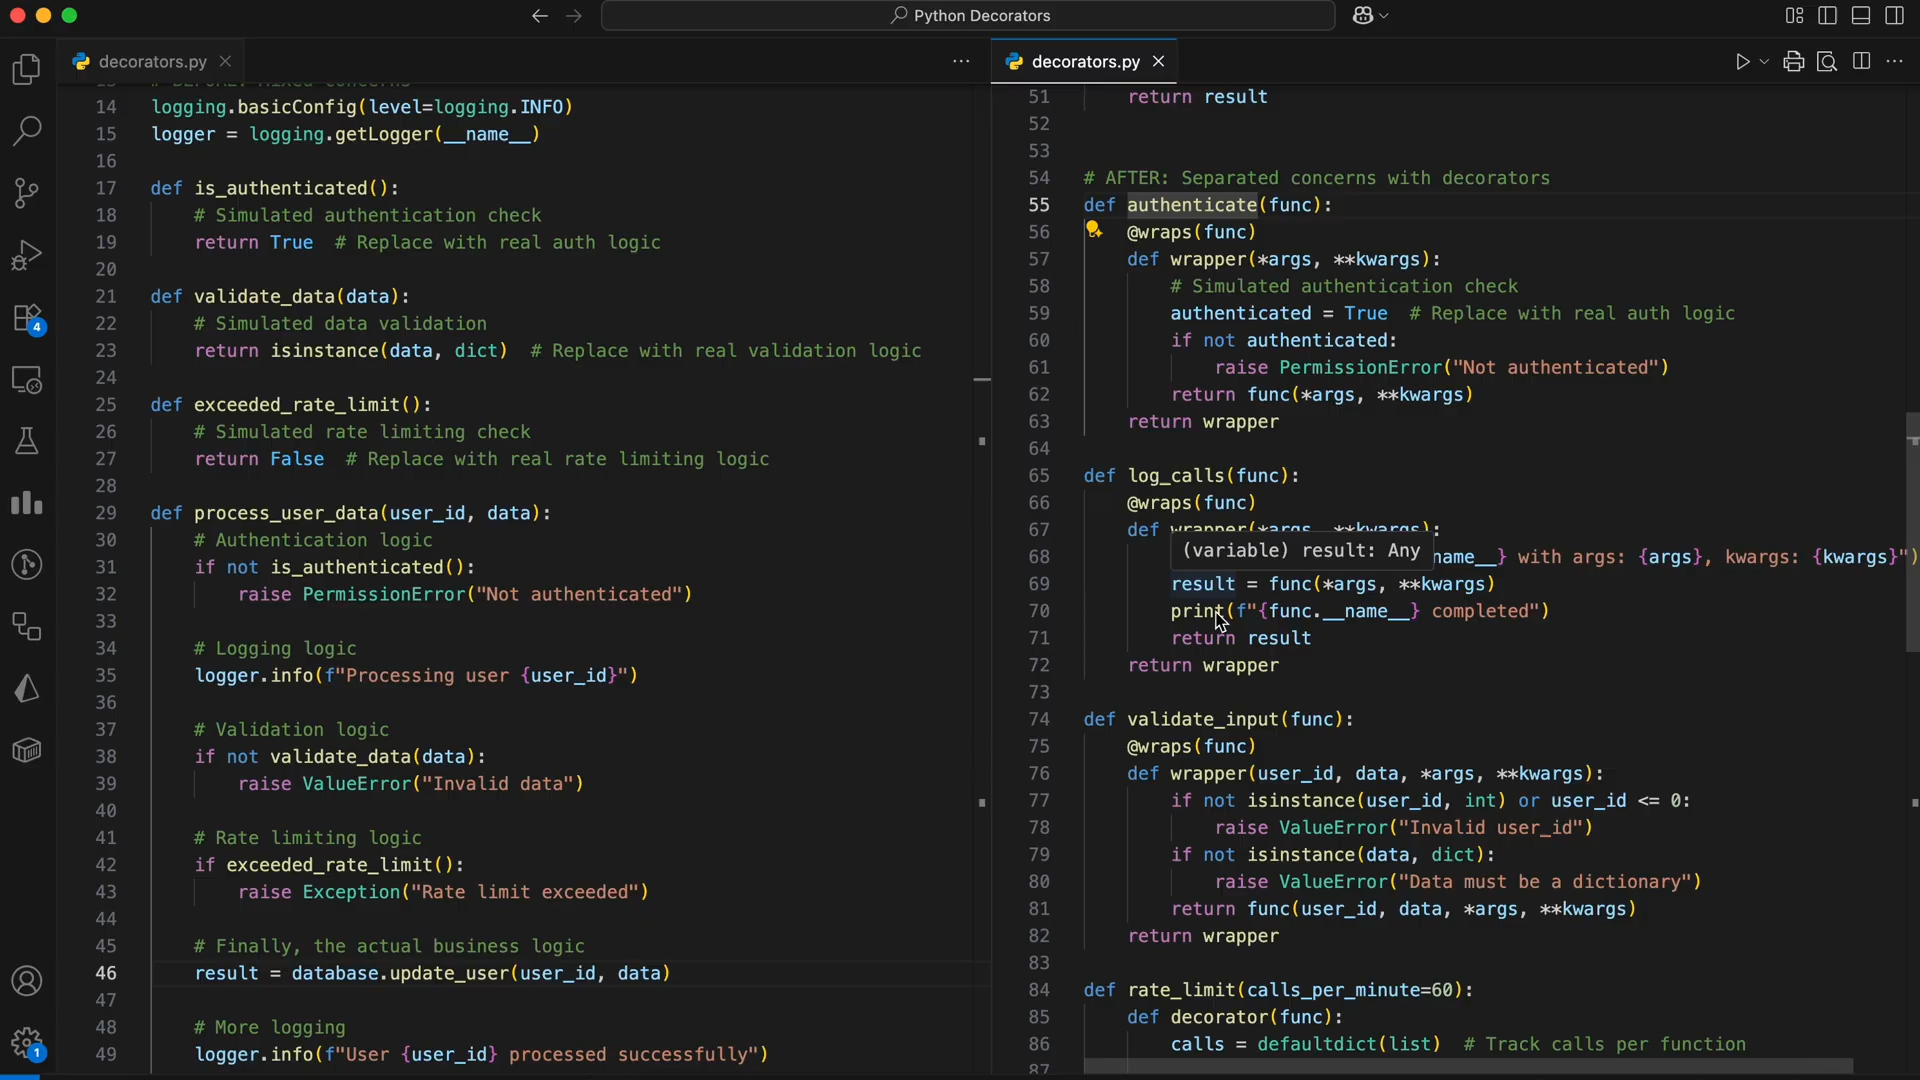 Python Decorators
decorators.py
14 logging.basicConfig(level=logging.INFO)
15 logger = logging.getLogger(__name__)
16
17 def is_authenticated():
18 # Simulated authentication check
19 return True  # Replace with real auth logic
20
21 def validate_data(data):
22 # Simulated data validation
23 return isinstance(data, dict)  # Replace with real validation logic
24
25 def exceeded_rate_limit():
26 # Simulated rate limiting check
27 return False  # Replace with real rate limiting logic
28
29 def process_user_data(user_id, data):
30 # Authentication logic
31 if not is_authenticated():
32 raise PermissionError("Not authenticated")
33
34 # Logging logic
35 logger.info(f"Processing user {user_id}")
36
37 # Validation logic
38 if not validate_data(data):
39 raise ValueError("Invalid data")
40
41 # Rate limiting logic
42 if exceeded_rate_limit():
43 raise Exception("Rate limit exceeded")
44
45 # Finally, the actual business logic
46 result = database.update_user(user_id, data)
47
48 # More logging
49 logger.info(f"User {user_id} processed successfully")
4
1
decorators.py
51 return result
52
53
54 # AFTER: Separated concerns with decorators
55 def authenticate(func):
56 @wraps(func)
57 def wrapper(*args, **kwargs):
58 # Simulated authentication check
59 authenticated = True  # Replace with real auth logic
60 if not authenticated:
61 raise PermissionError("Not authenticated")
62 return func(*args, **kwargs)
63 return wrapper
64
65 def log_calls(func):
66 @wraps(func)
67 def wrapper(*args, **kwargs):
(variable) result: Any
68 name__} with args: {args}, kwargs: {kwargs}")
69 result = func(*args, **kwargs)
70 print(f"{func.__name__} completed")
71 return result
72 return wrapper
73
74 def validate_input(func):
75 @wraps(func)
76 def wrapper(user_id, data, *args, **kwargs):
77 if not isinstance(user_id, int) or user_id <= 0:
78 raise ValueError("Invalid user_id")
79 if not isinstance(data, dict):
80 raise ValueError("Data must be a dictionary")
81 return func(user_id, data, *args, **kwargs)
82 return wrapper
83
84 def rate_limit(calls_per_minute=60):
85 def decorator(func):
86 calls = defaultdict(list)  # Track calls per function
87